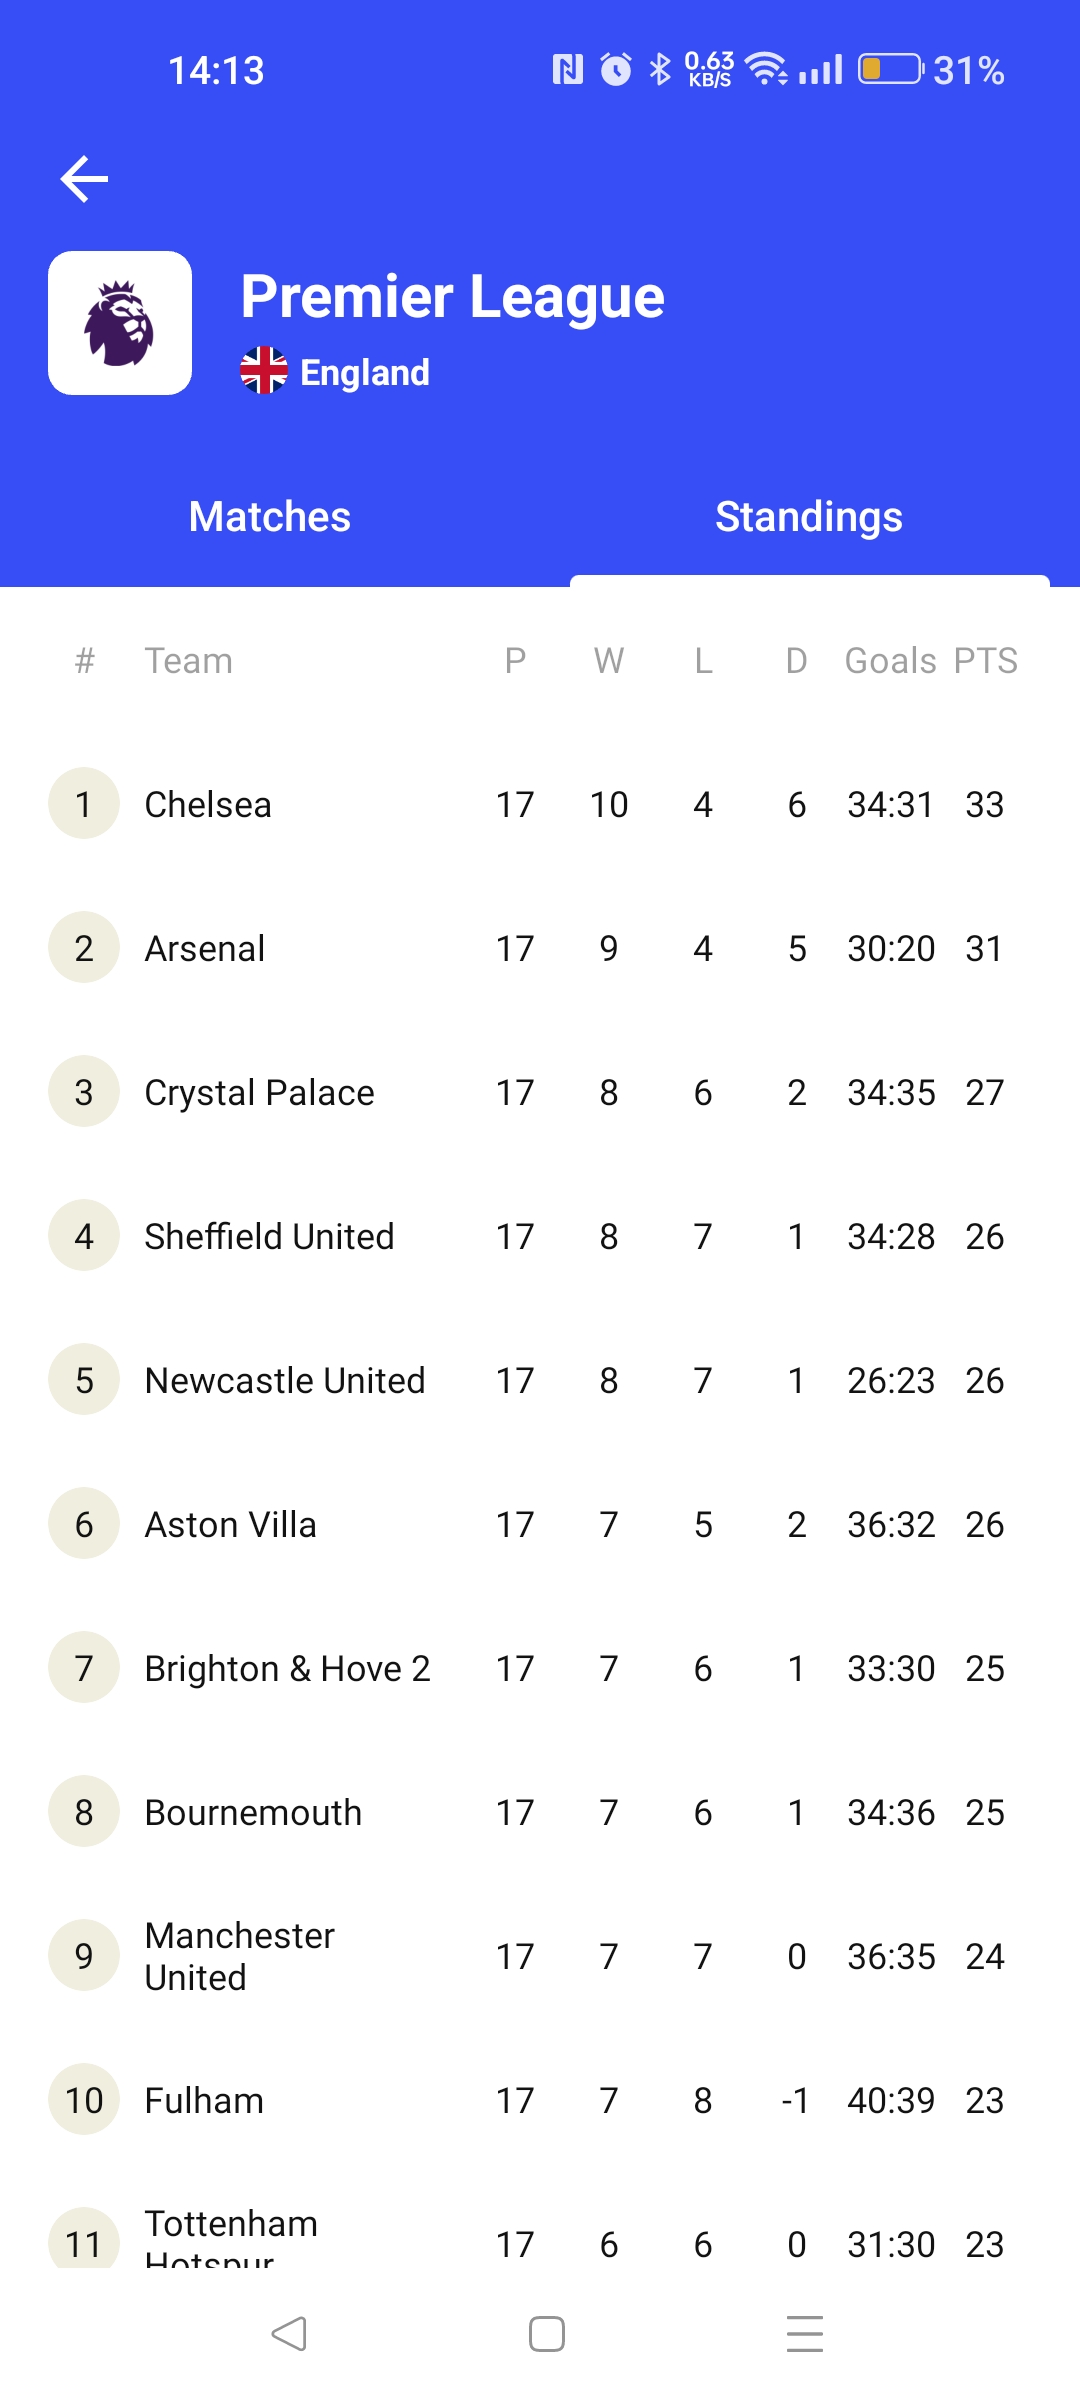 14:13 0.63 KB/S 31%
Premier League
England
Matches Standings
# Team P W L D Goals PTS
1 Chelsea 17 10 4 6 34:31 33
2 Arsenal 17 9 4 5 30:20 31
3 Crystal Palace 17 8 6 2 34:35 27
4 Sheffield United 17 8 7 1 34:28 26
5 Newcastle United 17 8 7 1 26:23 26
6 Aston Villa 17 7 5 2 36:32 26
7 Brighton & Hove 2 17 7 6 1 33:30 25
8 Bournemouth 17 7 6 1 34:36 25
9 Manchester United 17 7 7 0 36:35 24
10 Fulham 17 7 8 -1 40:39 23
11 Tottenham Hotspur 17 6 6 0 31:30 23